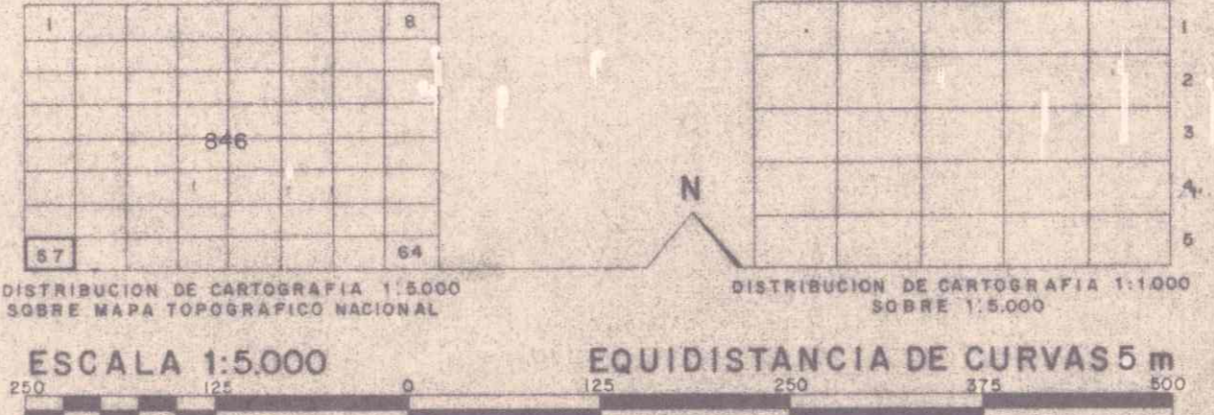 1 8
846
57 64
DISTRIBUCION DE CARTOGRAFIA 1:5.000
SOBRE MAPA TOPOGRAFICO NACIONAL
N
1
2
3
4
5
DISTRIBUCION DE CARTOGRAFIA 1:1.000
SOBRE 1:5.000
ESCALA 1:5.000
EQUIDISTANCIA DE CURVAS 5 m
250 125 0 125 250 375 500